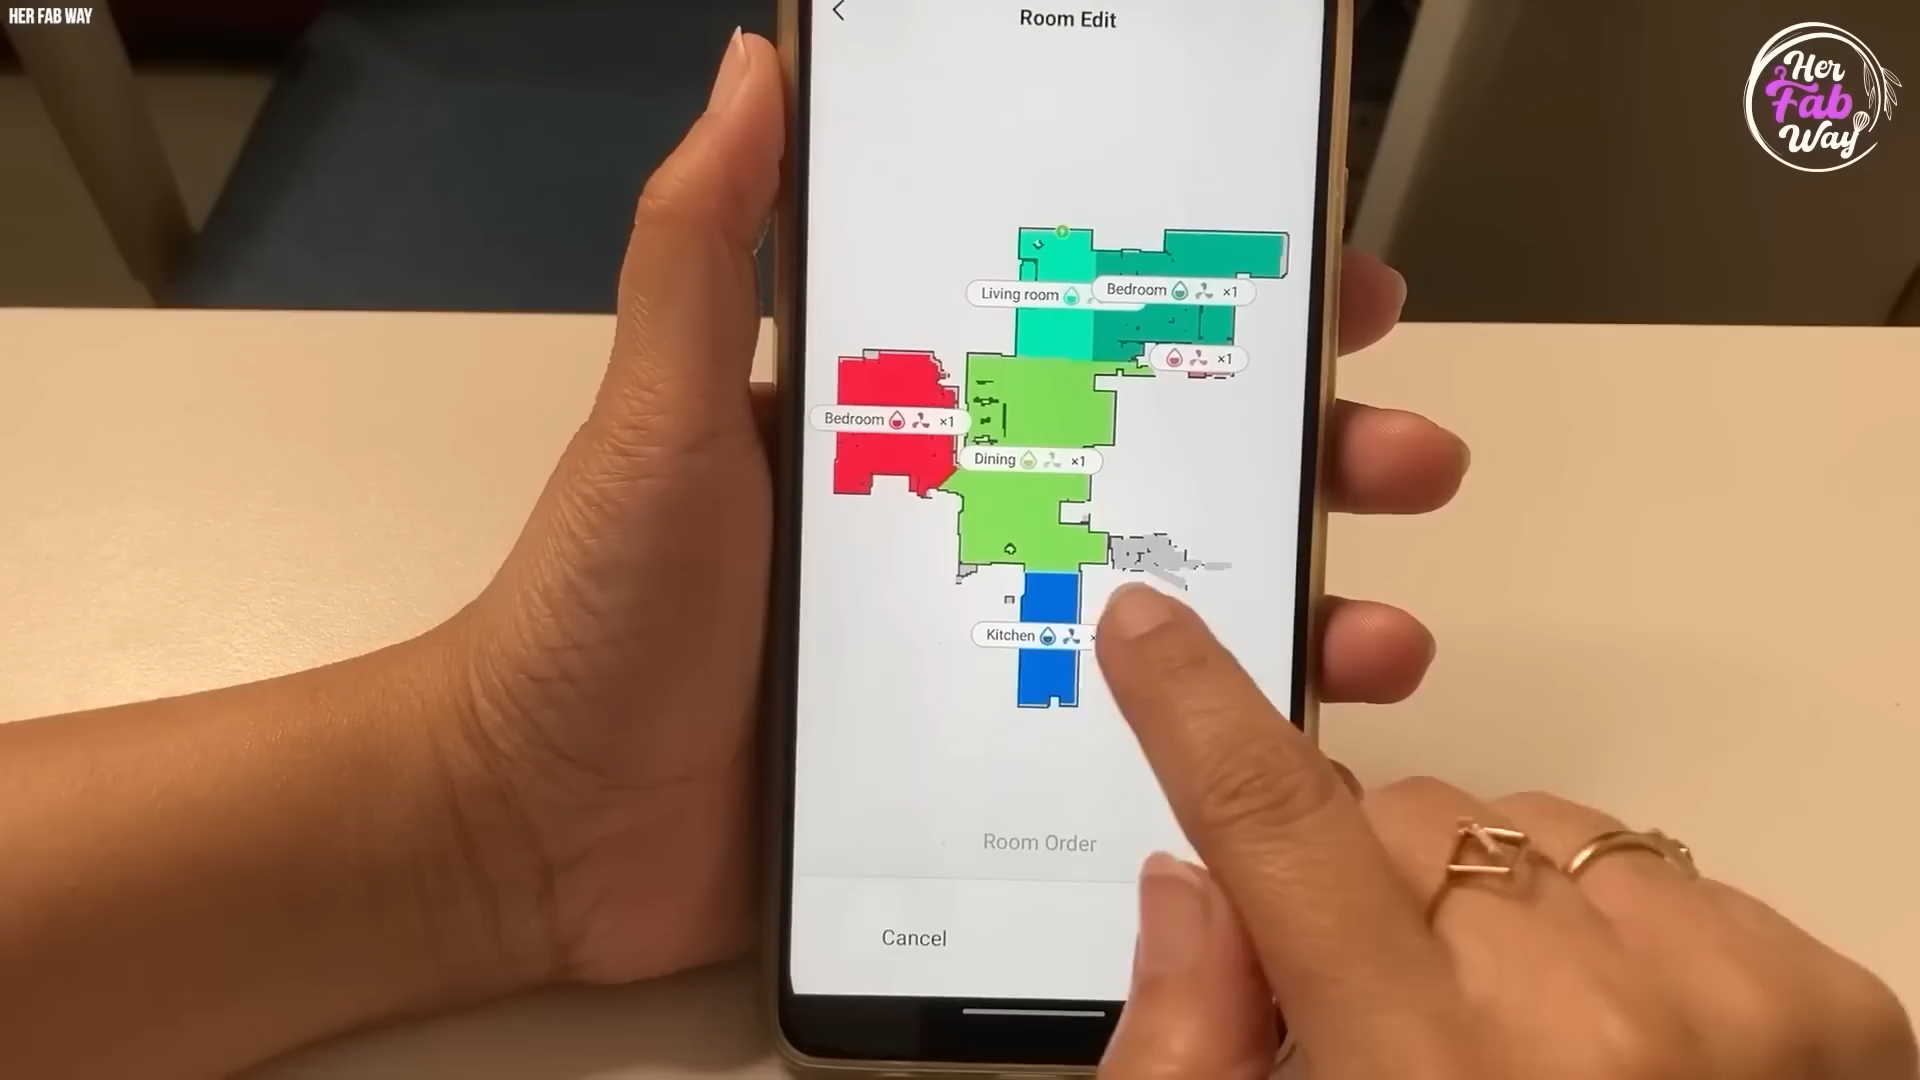 HER FAB WAY
Her
Fab
Way
Room Edit
Living room
Bedroom ×1
×1
Bedroom ×1
Dining ×1
Kitchen ×
Room Order
Cancel